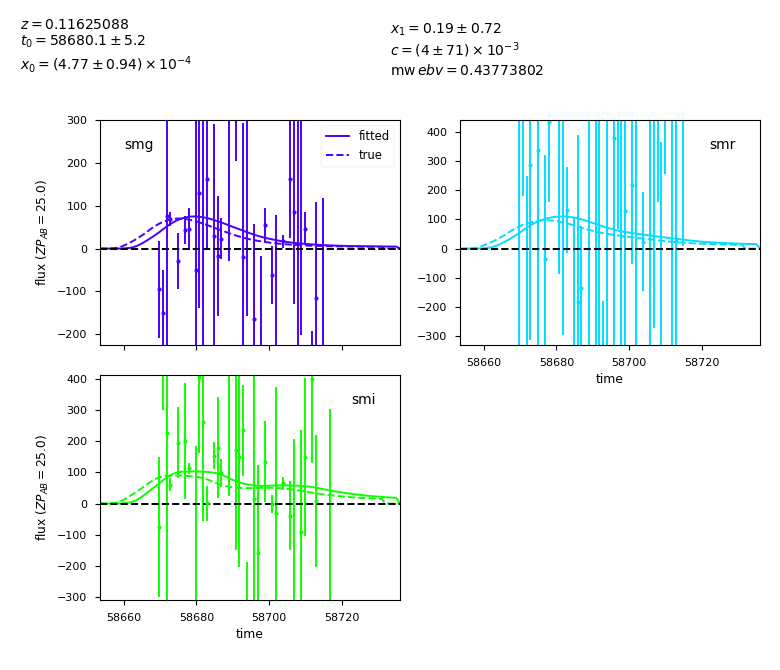 z = 0.11625088
t₀ = 58680.1 ± 5.2
x₀ = (4.77 ± 0.94) × 10⁻⁴
x₁ = 0.19 ± 0.72
c = (4 ± 71) × 10⁻³
mw ebv = 0.43773802
300
200
100
0
−100
−200
flux (ZP_AB = 25.0)
smg
fitted
true
400
300
200
100
0
−100
−200
−300
smr
58660
58680
58700
58720
time
400
300
200
100
0
−100
−200
−300
flux (ZP_AB = 25.0)
smi
58660
58680
58700
58720
time